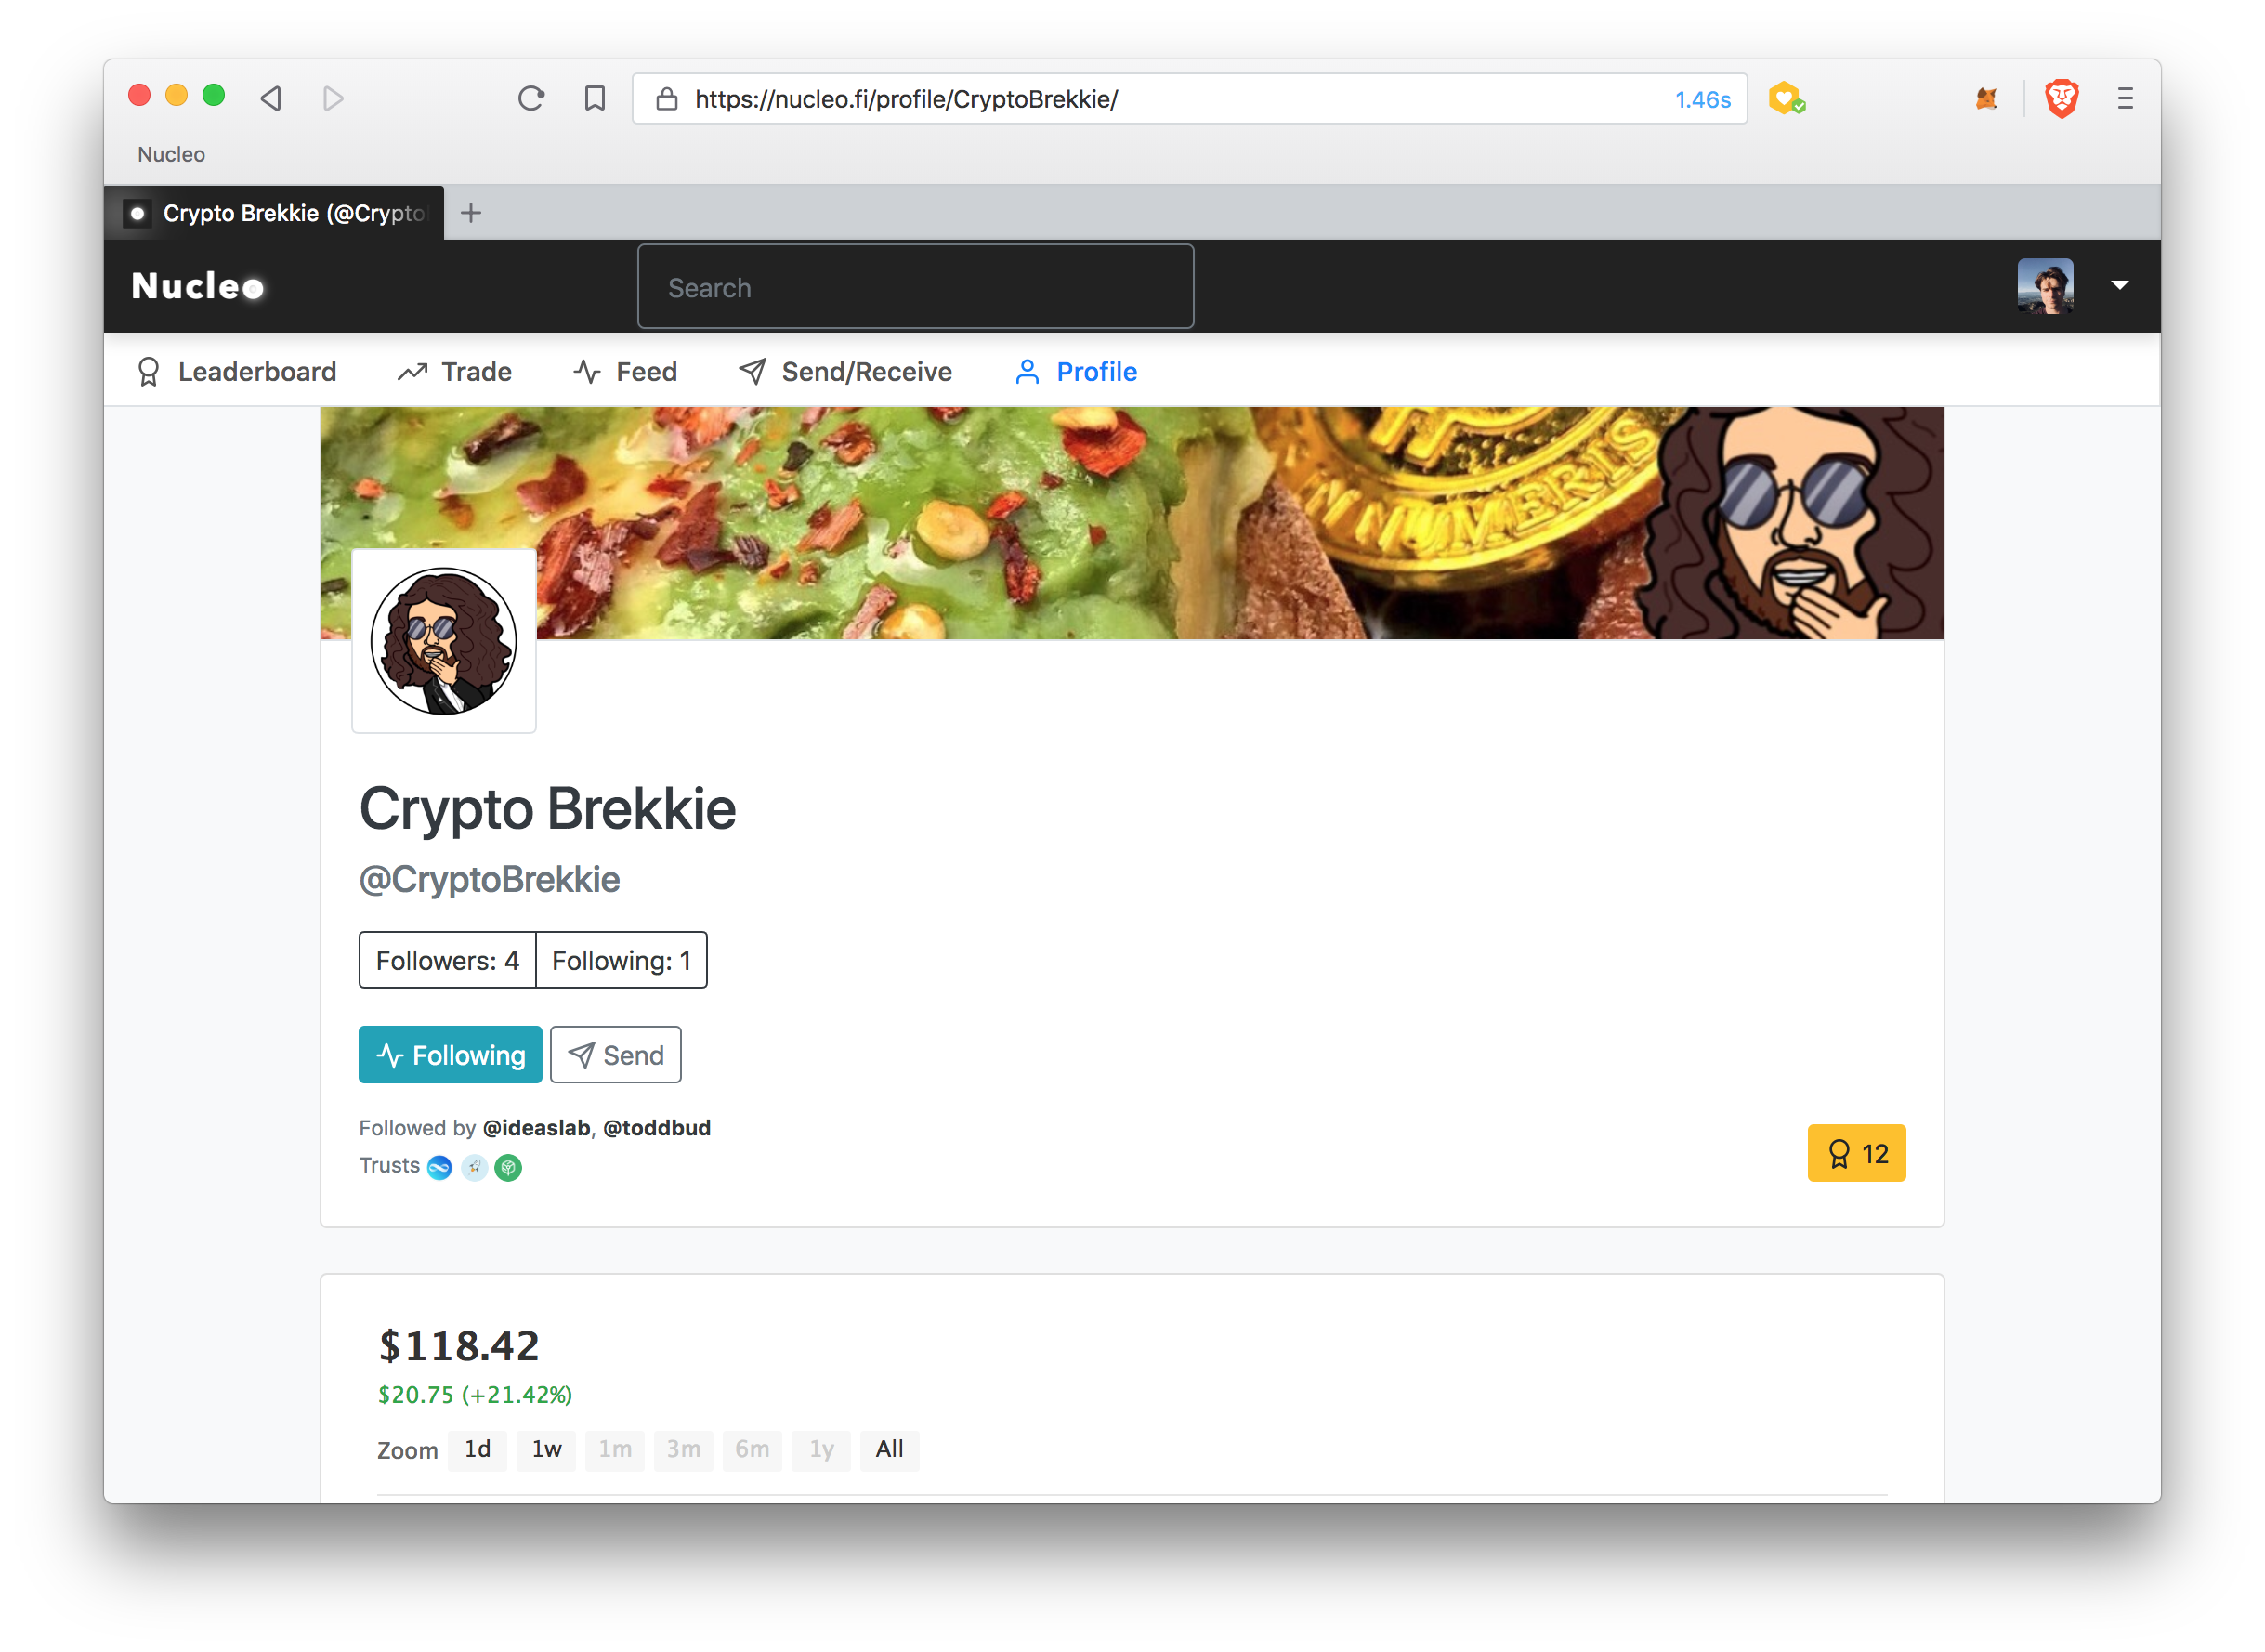 https://nucleo.fi/profile/CryptoBrekkie/ 1.46s
Nucleo
Crypto Brekkie (@Crypto
Nucleo Search
Leaderboard Trade Feed Send/Receive Profile
N NUMERIS
Crypto Brekkie
@CryptoBrekkie
Followers: 4 Following: 1
Following Send
Followed by @ideaslab, @toddbud
Trusts
12
$118.42
$20.75 (+21.42%)
Zoom 1d 1w 1m 3m 6m 1y All